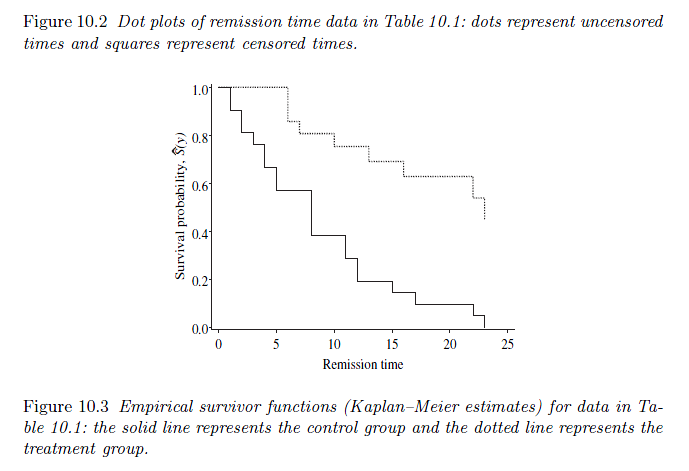 Figure 10.2 Dot plots of remission time data in Table 10.1: dots represent uncensored
times and squares represent censored times.
1.0
0.8
0.6
0.4
0.2
0.0
Survival probability, Ŝ(y)
0 5 10 15 20 25
Remission time
Figure 10.3 Empirical survivor functions (Kaplan–Meier estimates) for data in Ta-
ble 10.1: the solid line represents the control group and the dotted line represents the
treatment group.